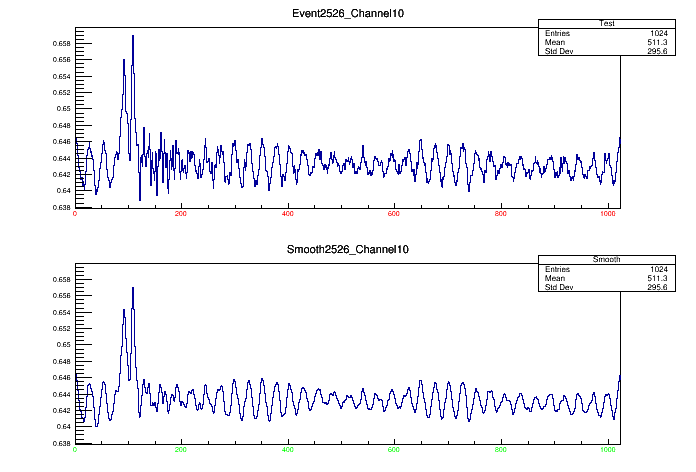 Event2526_Channel10
Test
Entries 1024
Mean 511.3
Std Dev 295.6
0.658
0.656
0.654
0.652
0.65
0.648
0.646
0.644
0.642
0.64
0.638
0 200 400 600 800 1000
Smooth2526_Channel10
Smooth
Entries 1024
Mean 511.3
Std Dev 295.6
0.658
0.656
0.654
0.652
0.65
0.648
0.646
0.644
0.642
0.64
0.638
0 200 400 600 800 1000